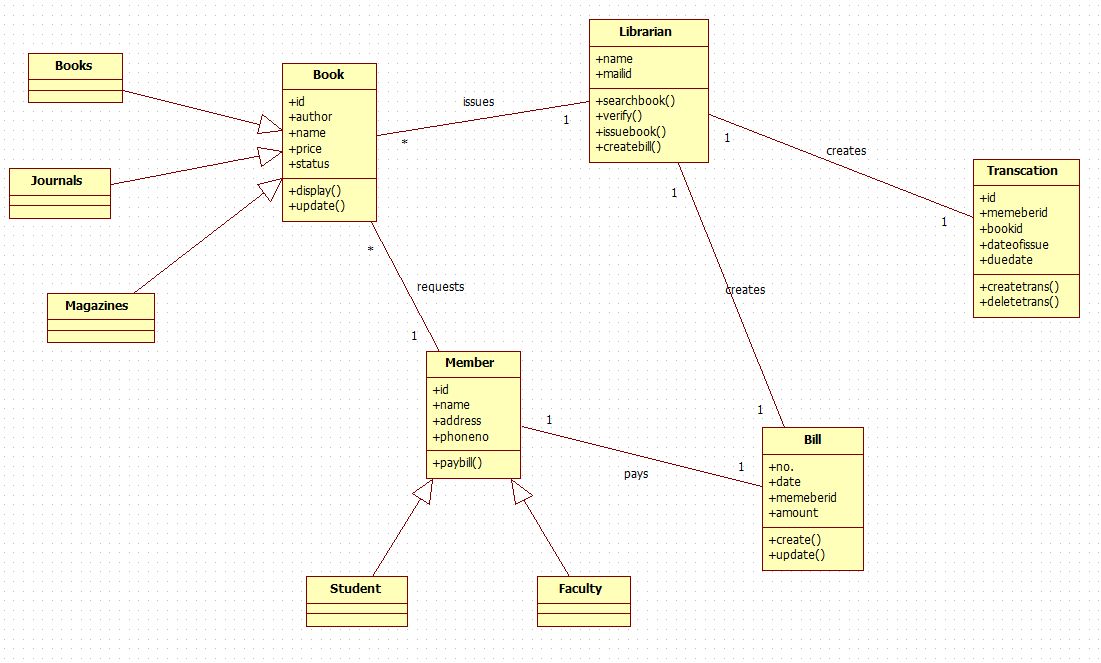 Librarian
+name
+mailid
+searchbook()
+verify()
+issuebook()
+createbill()
Books
Book
+id
+author
+name
+price
+status
+display()
+update()
issues
1
*
1
creates
1
Journals
Transcation
+id
+memeberid
+bookid
+dateofissue
+duedate
+createtrans()
+deletetrans()
1
creates
1
Magazines
*
requests
1
Member
+id
+name
+address
+phoneno
+paybill()
1
pays
1
Bill
+no.
+date
+memeberid
+amount
+create()
+update()
Student
Faculty